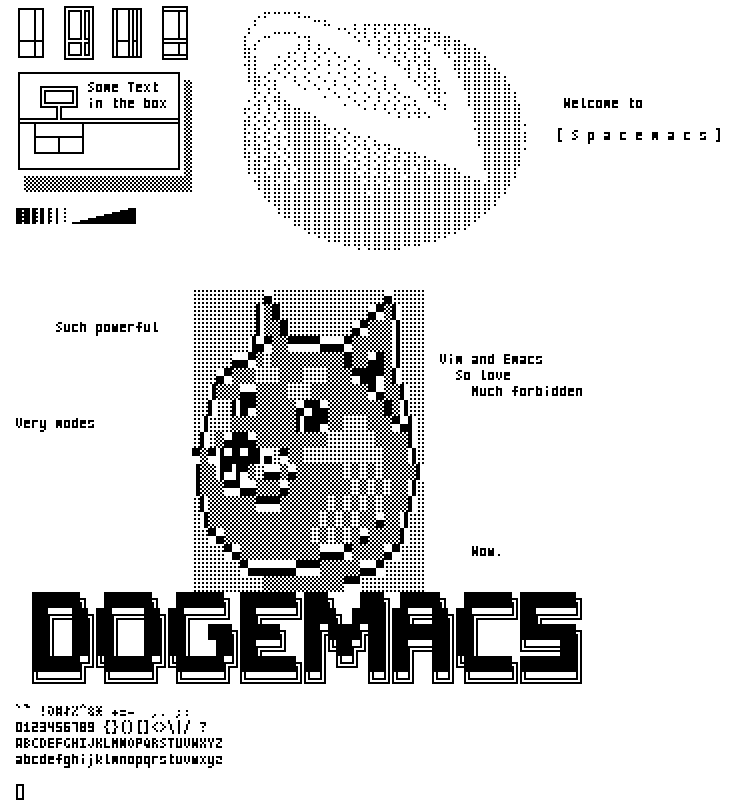 Some Text
in the box
Welcome to
[ S p a c e m a c s ]
Such powerful
Vim and Emacs
So love
Much forbidden
Very modes
Wow.
DOGEMACS
`~ !@#$%^&* +=- _,. ;:
0123456789 {}()[]<>\|/ ?
ABCDEFGHIJKLMNOPQRSTUVWXYZ
abcdefghijklmnopqrstuvwxyz